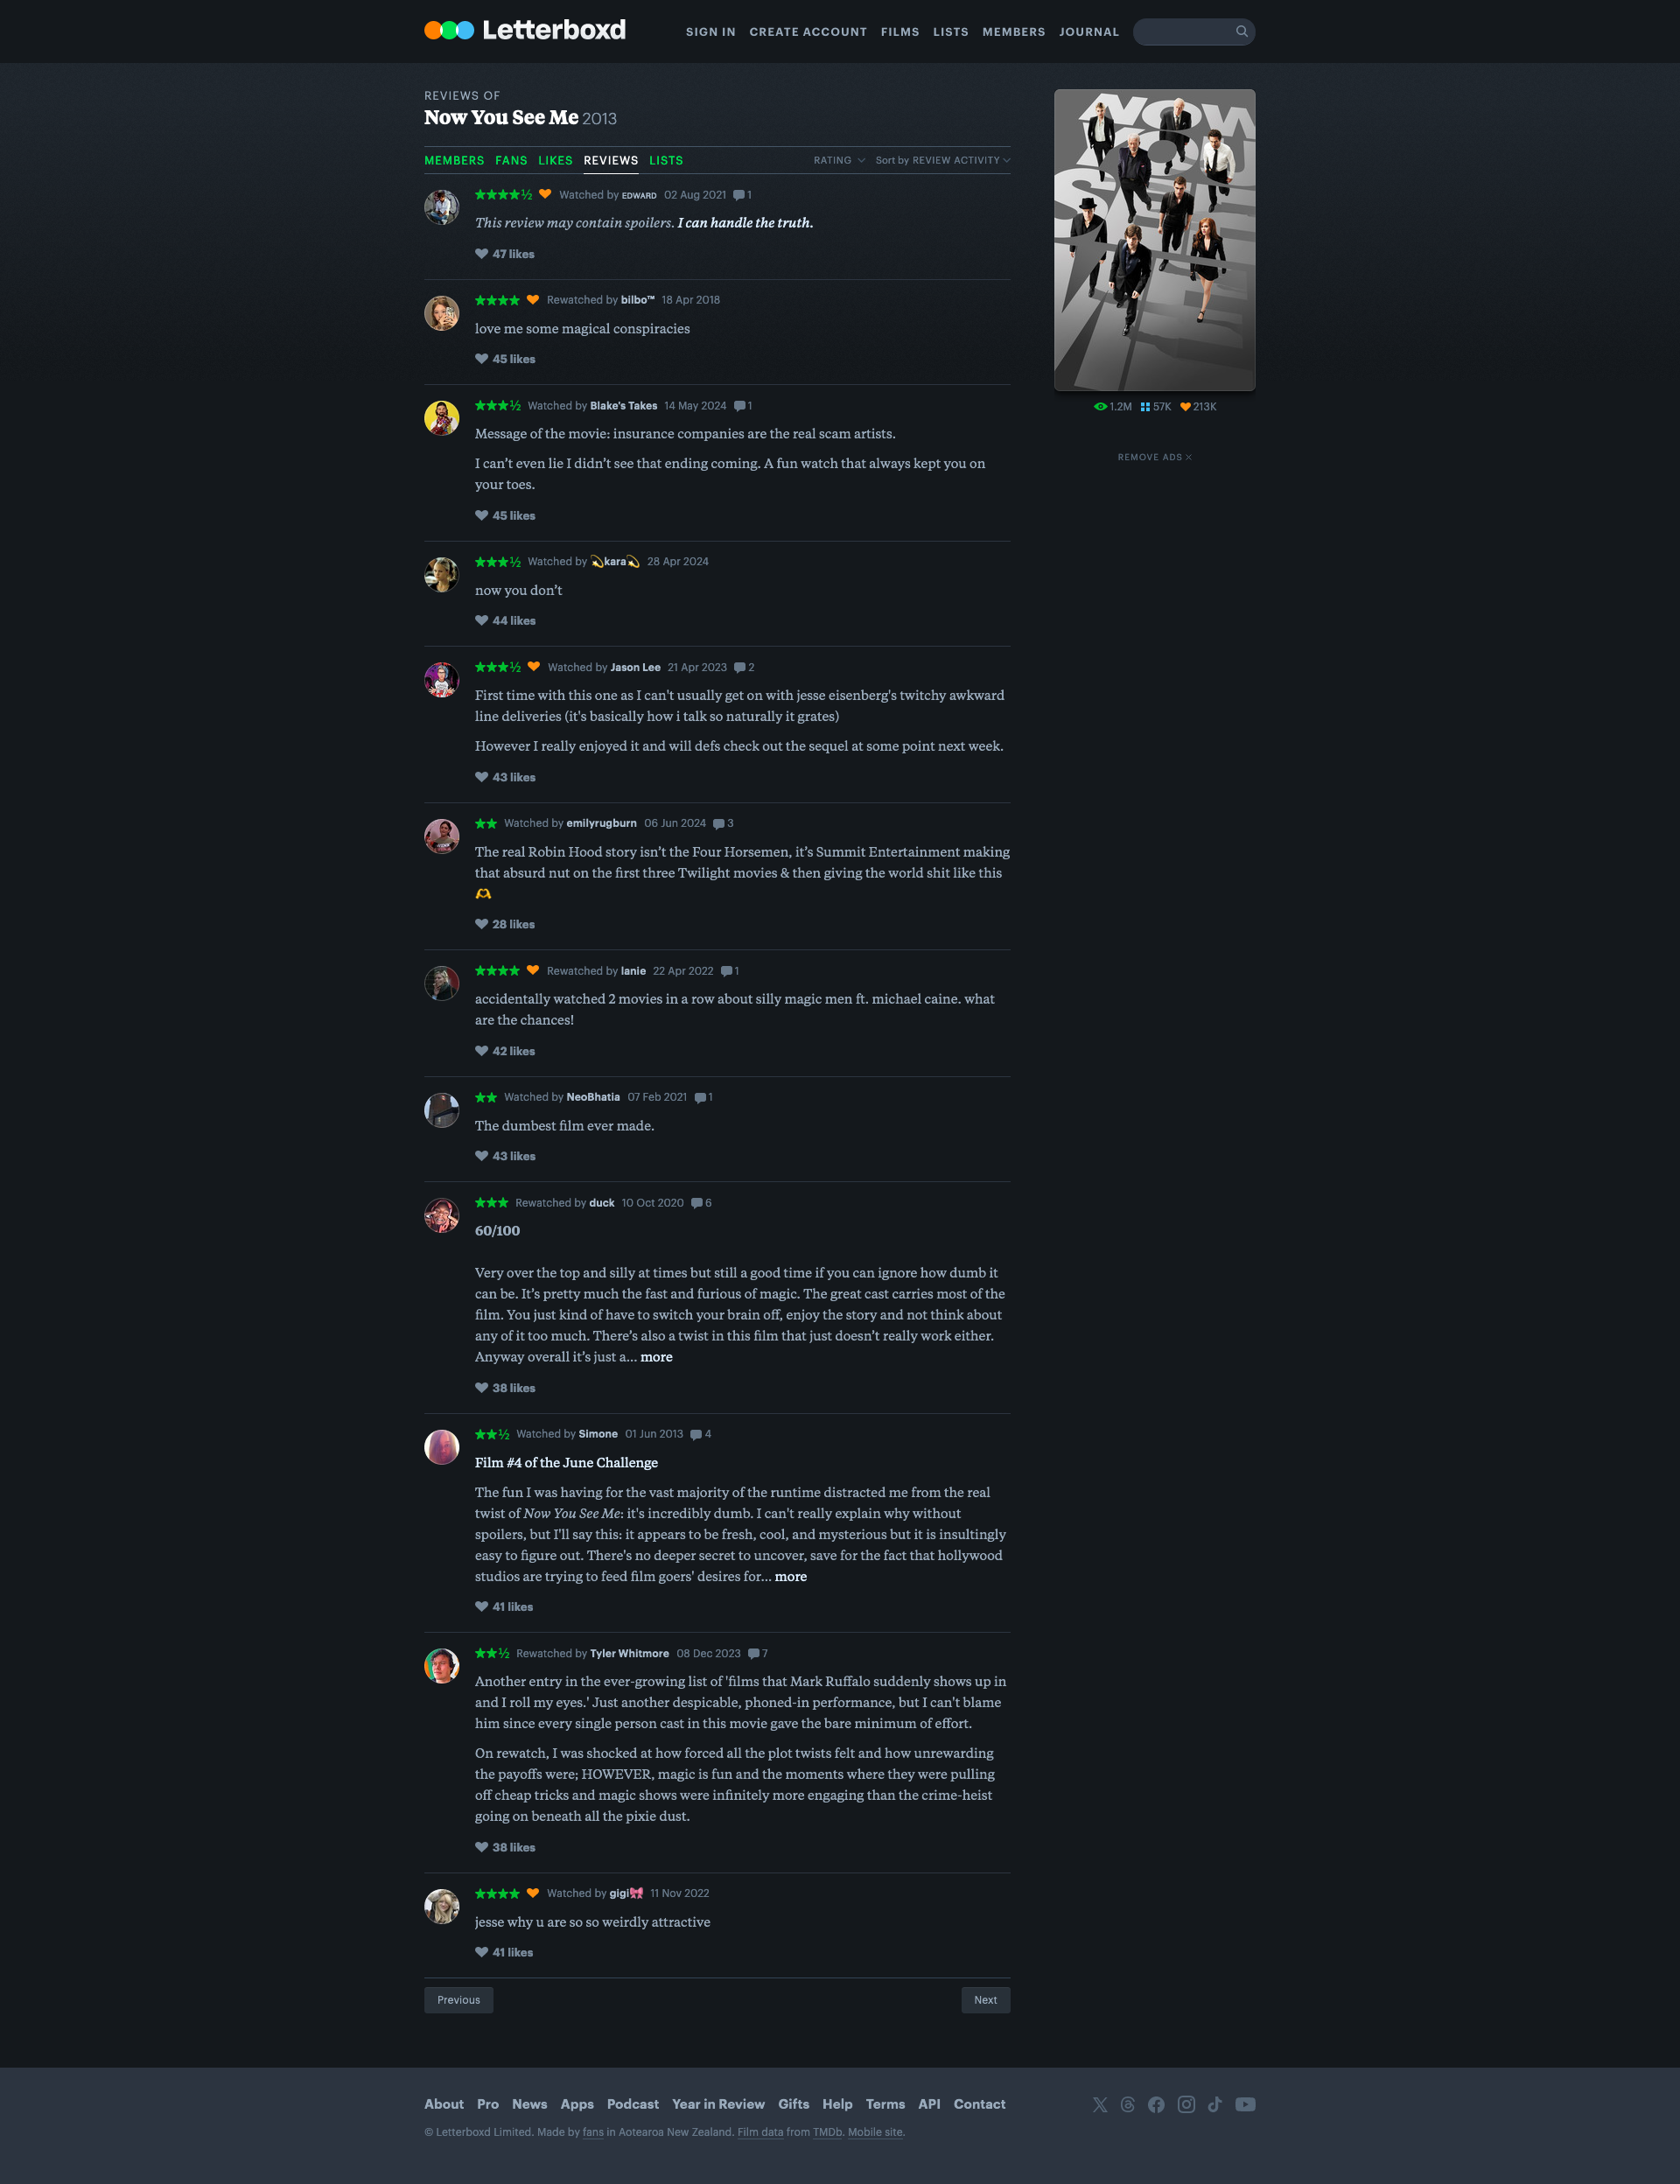 Letterboxd
SIGN IN CREATE ACCOUNT FILMS LISTS MEMBERS JOURNAL
REVIEWS OF
Now You See Me 2013
MEMBERS FANS LIKES REVIEWS LISTS RATING Sort by REVIEW ACTIVITY
★★★★½ Watched by EDWARD 02 Aug 2021 1
This review may contain spoilers. I can handle the truth.
47 likes
★★★★ Rewatched by bilbo™ 18 Apr 2018
love me some magical conspiracies
45 likes
★★★½ Watched by Blake's Takes 14 May 2024 1
Message of the movie: insurance companies are the real scam artists.
I can’t even lie I didn’t see that ending coming. A fun watch that always kept you on
your toes.
45 likes
★★★½ Watched by 💫kara💫 28 Apr 2024
now you don’t
44 likes
★★★½ Watched by Jason Lee 21 Apr 2023 2
First time with this one as I can't usually get on with jesse eisenberg's twitchy awkward
line deliveries (it's basically how i talk so naturally it grates)
However I really enjoyed it and will defs check out the sequel at some point next week.
43 likes
★★ Watched by emilyrugburn 06 Jun 2024 3
The real Robin Hood story isn’t the Four Horsemen, it’s Summit Entertainment making
that absurd nut on the first three Twilight movies & then giving the world shit like this
🫶
28 likes
★★★★ Rewatched by lanie 22 Apr 2022 1
accidentally watched 2 movies in a row about silly magic men ft. michael caine. what
are the chances!
42 likes
★★ Watched by NeoBhatia 07 Feb 2021 1
The dumbest film ever made.
43 likes
★★★ Rewatched by duck 10 Oct 2020 6
60/100
Very over the top and silly at times but still a good time if you can ignore how dumb it
can be. It’s pretty much the fast and furious of magic. The great cast carries most of the
film. You just kind of have to switch your brain off, enjoy the story and not think about
any of it too much. There’s also a twist in this film that just doesn’t really work either.
Anyway overall it’s just a… more
38 likes
★★½ Watched by Simone 01 Jun 2013 4
Film #4 of the June Challenge
The fun I was having for the vast majority of the runtime distracted me from the real
twist of Now You See Me: it's incredibly dumb. I can't really explain why without
spoilers, but I'll say this: it appears to be fresh, cool, and mysterious but it is insultingly
easy to figure out. There's no deeper secret to uncover, save for the fact that hollywood
studios are trying to feed film goers' desires for… more
41 likes
★★½ Rewatched by Tyler Whitmore 08 Dec 2023 7
Another entry in the ever-growing list of 'films that Mark Ruffalo suddenly shows up in
and I roll my eyes.' Just another despicable, phoned-in performance, but I can't blame
him since every single person cast in this movie gave the bare minimum of effort.
On rewatch, I was shocked at how forced all the plot twists felt and how unrewarding
the payoffs were; HOWEVER, magic is fun and the moments where they were pulling
off cheap tricks and magic shows were infinitely more engaging than the crime-heist
going on beneath all the pixie dust.
38 likes
★★★★ Watched by gigi🎀 11 Nov 2022
jesse why u are so so weirdly attractive
41 likes
Previous Next
NOW
YOU
SEE
ME
1.2M 57K 213K
REMOVE ADS
About Pro News Apps Podcast Year in Review Gifts Help Terms API Contact
© Letterboxd Limited. Made by fans in Aotearoa New Zealand. Film data from TMDb. Mobile site.